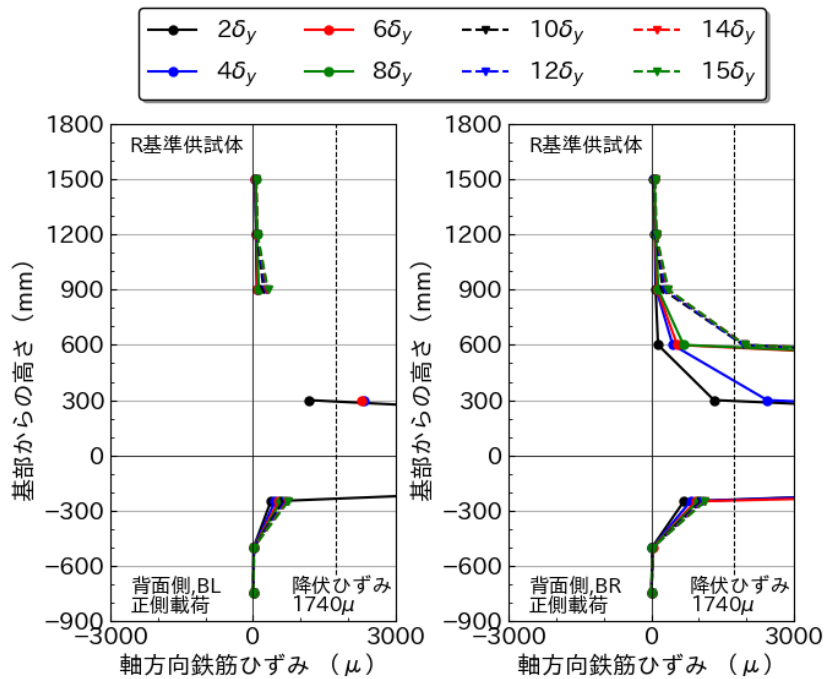 2δy 6δy 10δy 14δy
4δy 8δy 12δy 15δy
R基準供試体
1800
1500
1200
900
600
300
0
−300
−600
−900
基部からの高さ (mm)
背面側,BL
正側載荷
降伏ひずみ
1740μ
−3000 0 3000
軸方向鉄筋ひずみ (μ)
R基準供試体
1800
1500
1200
900
600
300
0
−300
−600
−900
基部からの高さ (mm)
背面側,BR
正側載荷
降伏ひずみ
1740μ
−3000 0 3000
軸方向鉄筋ひずみ (μ)